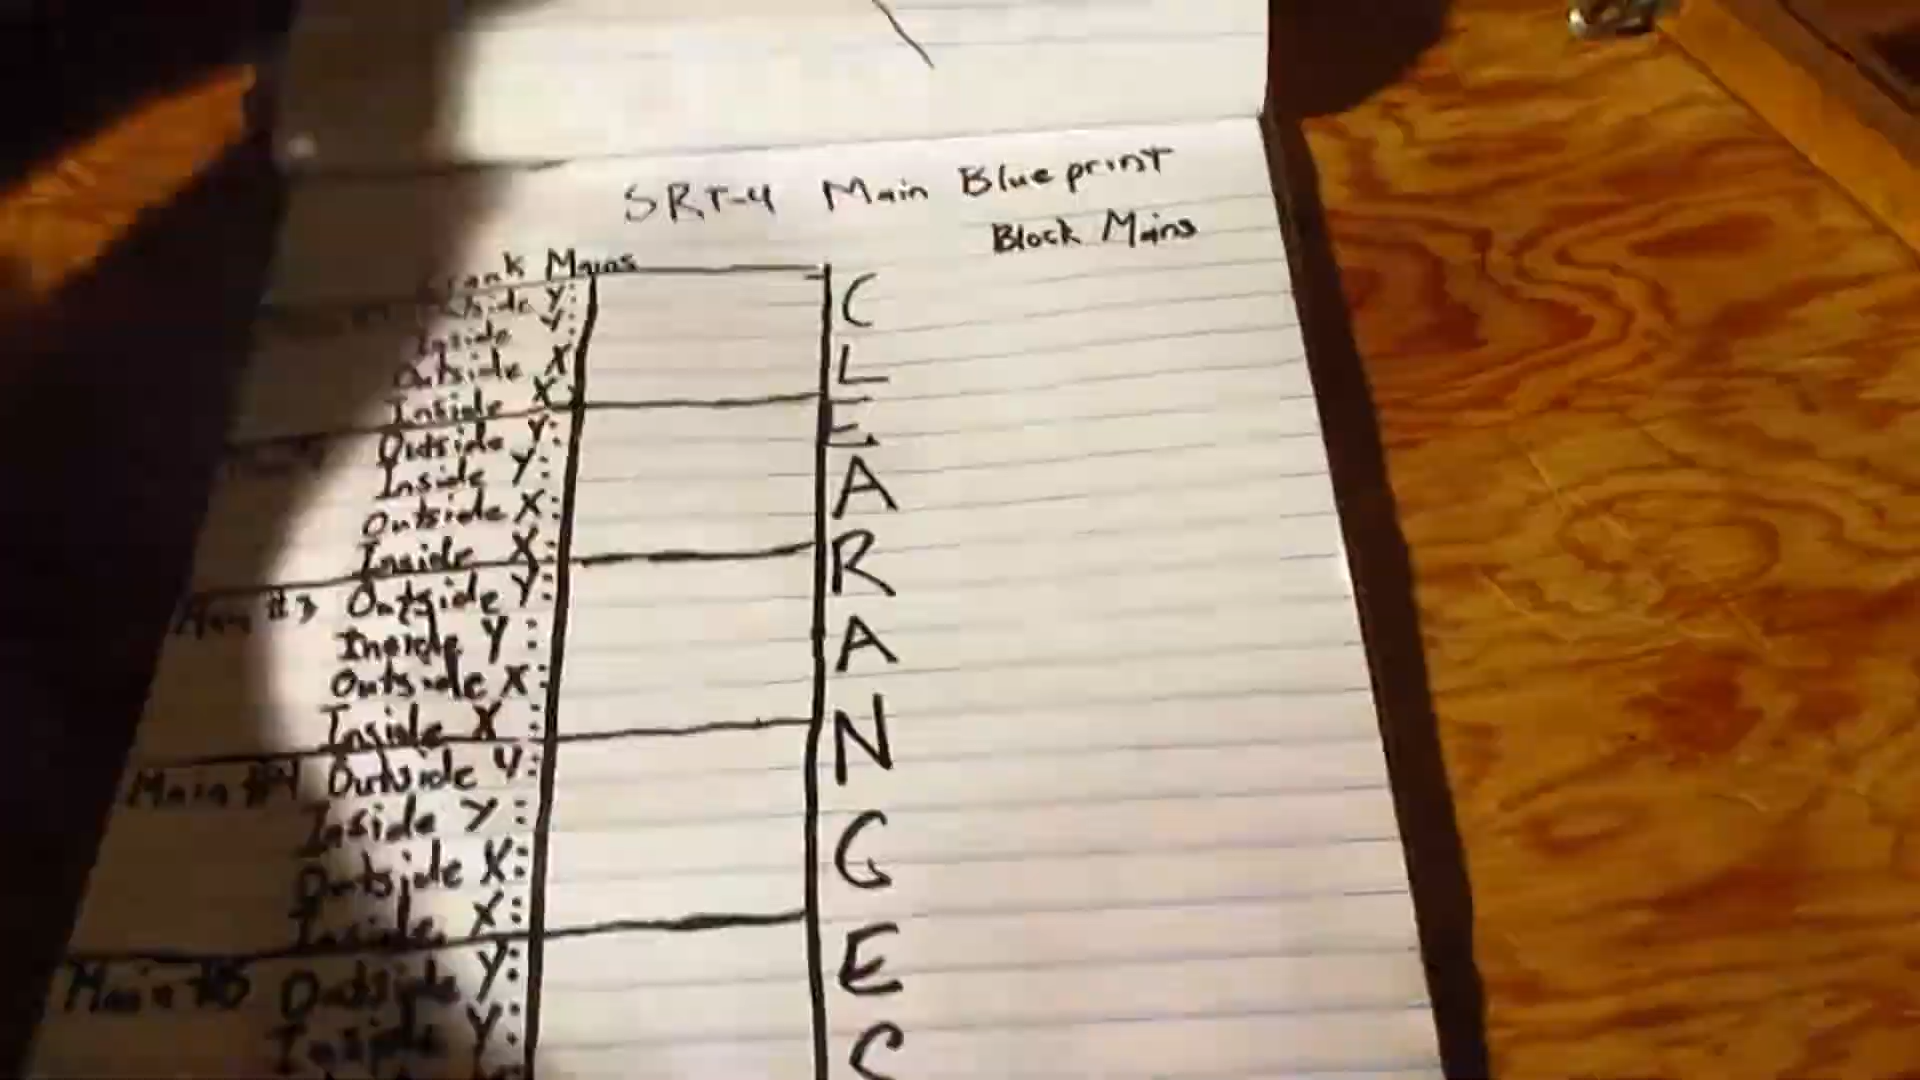 SRT-4 Main Blueprint
Block Mains
Crank Mains
Outside Y:
Inside Y:
Outside X:
Inside X:
Outside Y:
Inside Y:
Outside X:
Inside X:
Main #3 Outside Y:
Inside Y:
Outside X:
Inside X:
Main #4 Outside Y:
Inside Y:
Outside X:
Inside X:
Main #5 Outside Y:
Inside Y:
C
L
E
A
R
A
N
C
E